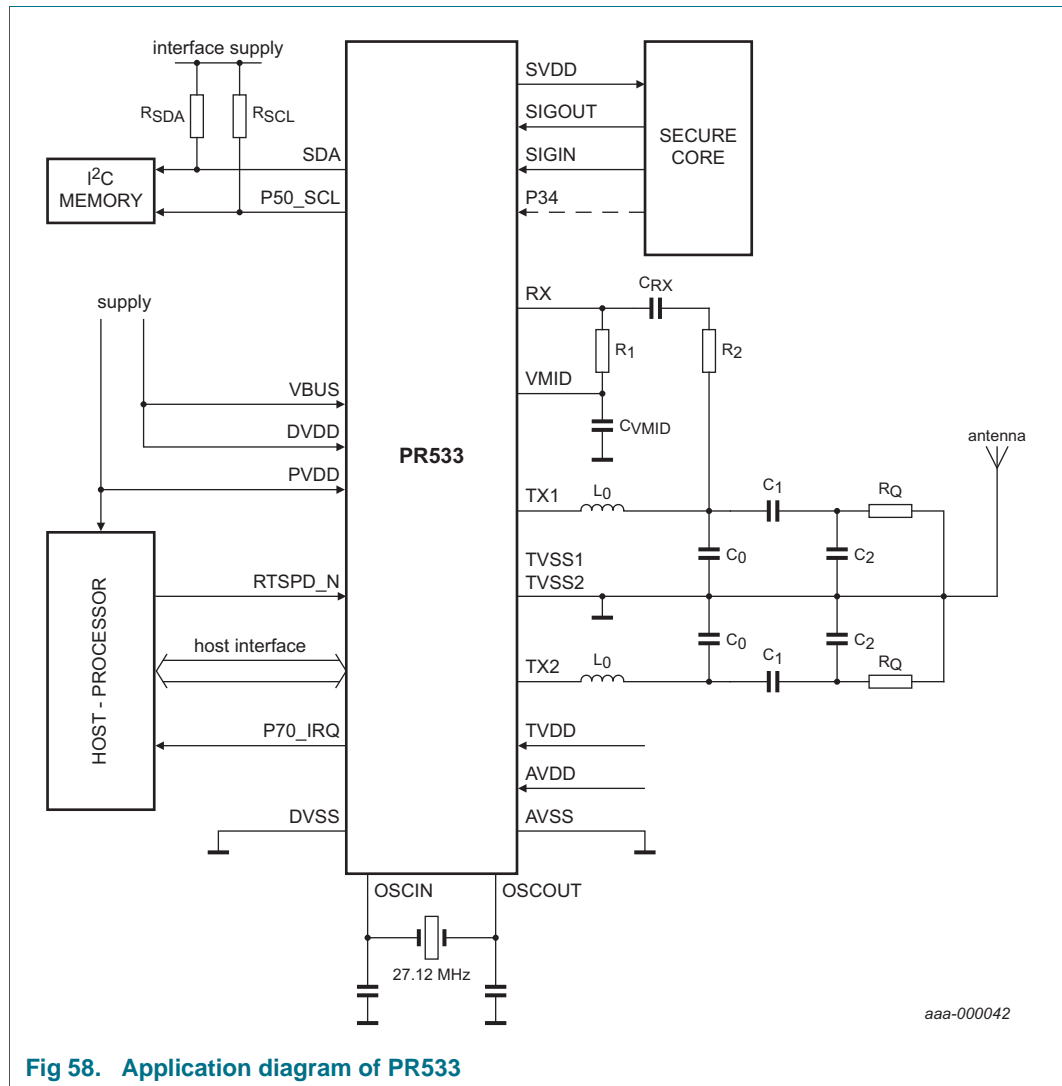 interface supply
RSDA
RSCL
SDA
P50_SCL
I2C
MEMORY
SVDD
SIGOUT
SIGIN
P34
SECURE
CORE
supply
RX
CRX
R1
R2
VMID
CVMID
VBUS
DVDD
PVDD
PR533
antenna
TX1
L0
C1
RQ
C0
C2
TVSS1
TVSS2
C0
C2
TX2
L0
C1
RQ
HOST - PROCESSOR
RTSPD_N
host interface
P70_IRQ
TVDD
AVDD
DVSS
AVSS
OSCIN
OSCOUT
27.12 MHz
aaa-000042
Fig 58. Application diagram of PR533